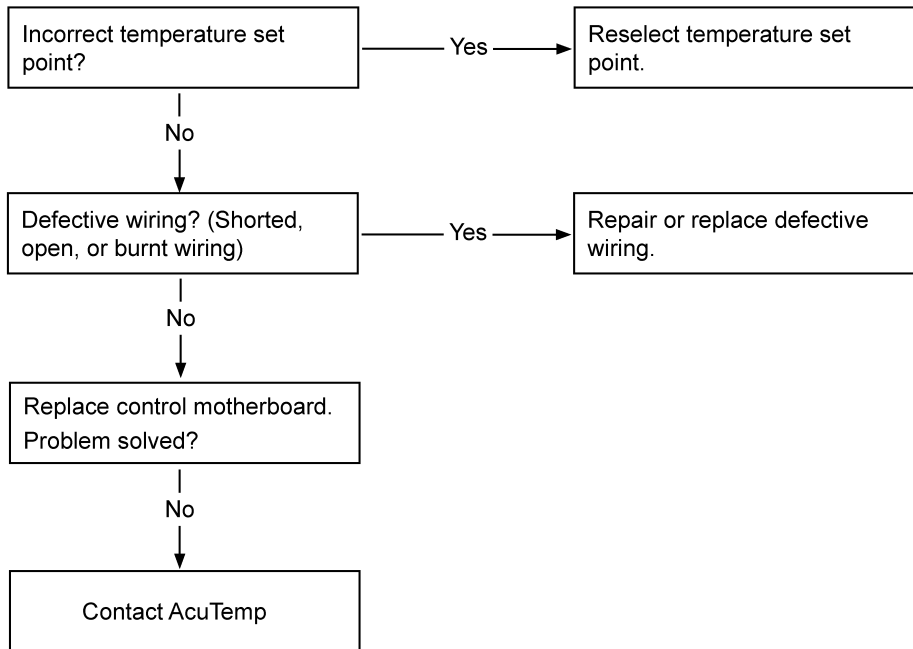 Incorrect temperature set
point?
Yes
Reselect temperature set
point.
No
Defective wiring? (Shorted,
open, or burnt wiring)
Yes
Repair or replace defective
wiring.
No
Replace control motherboard.
Problem solved?
No
Contact AcuTemp